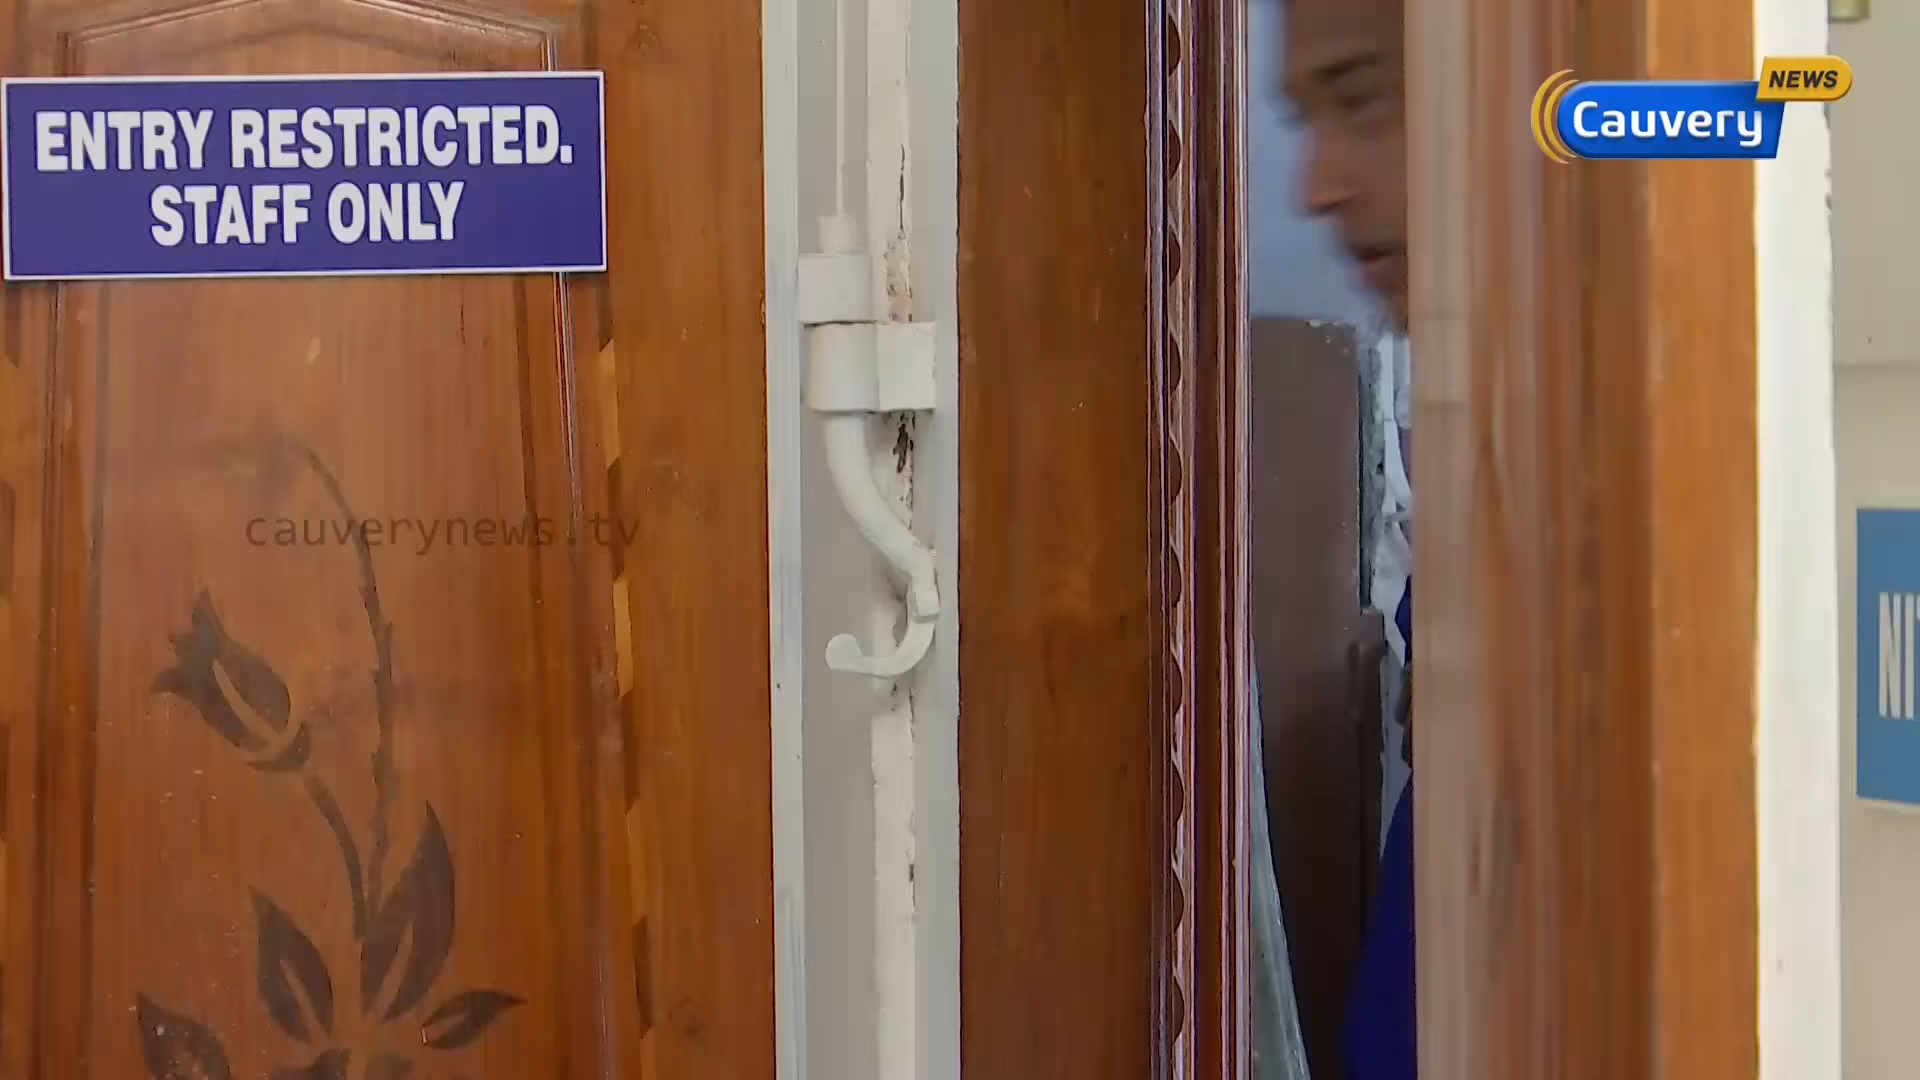 ENTRY RESTRICTED.
STAFF ONLY
NEWS
Cauvery
cauverynews.tv